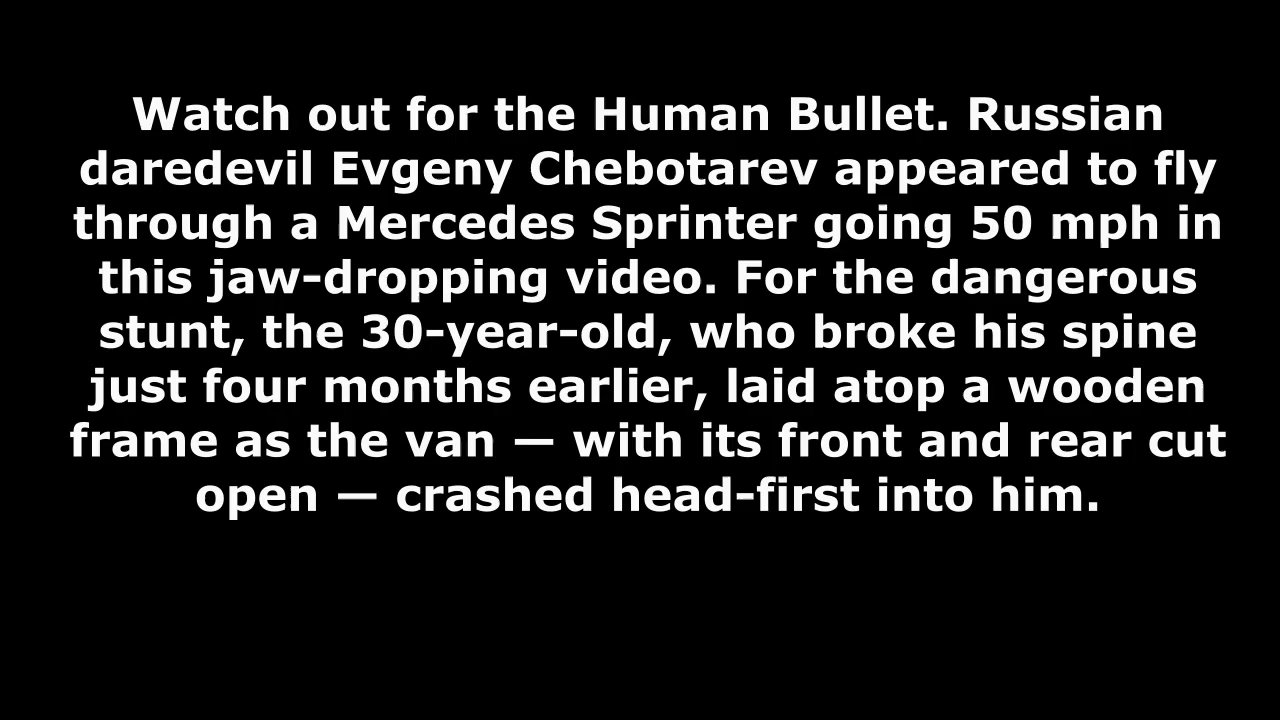 Watch out for the Human Bullet. Russian
daredevil Evgeny Chebotarev appeared to fly
through a Mercedes Sprinter going 50 mph in
this jaw-dropping video. For the dangerous
stunt, the 30-year-old, who broke his spine
just four months earlier, laid atop a wooden
frame as the van — with its front and rear cut
open — crashed head-first into him.